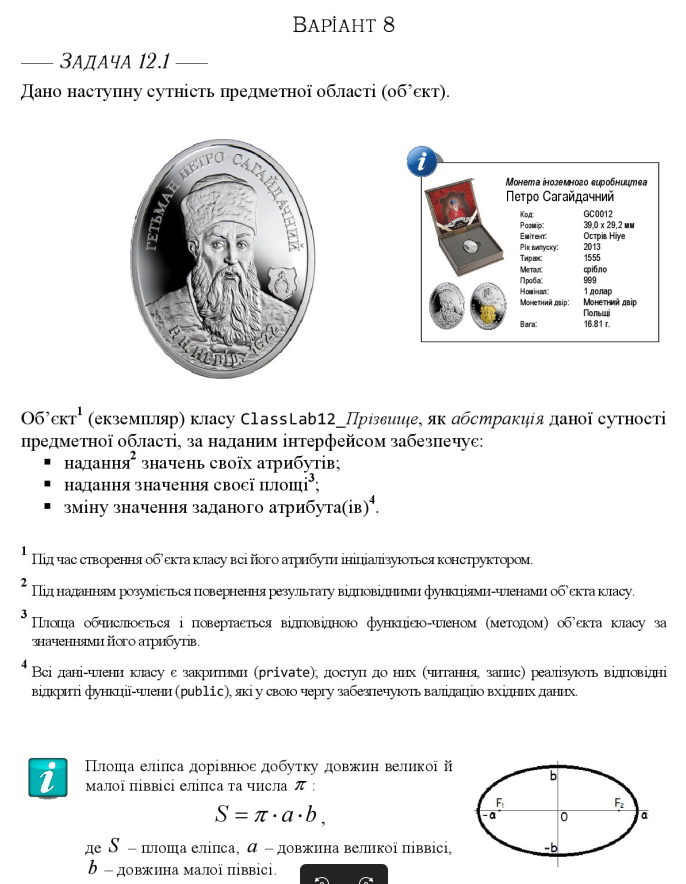 ВАРІАНТ 8
— ЗАДАЧА 12.1 —
Дано наступну сутність предметної області (об’єкт).
ГЕТЬМАН ПЕТРО САГАЙДАЧНИЙ
1622
i
Монета іноземного виробництва
Петро Сагайдачний
Код: GC0012
Розмір: 39,0 х 29,2 мм
Емітент: Острів Ніуе
Рік випуску: 2013
Тираж: 1555
Метал: срібло
Проба: 999
Номінал: 1 долар
Монетний двір: Монетний двір
Польщі
Вага: 16.81 г.
Об’єкт1 (екземпляр) класу ClassLab12_Прізвище, як абстракція даної сутності
предметної області, за наданим інтерфейсом забезпечує:
▪ надання2 значень своїх атрибутів;
▪ надання значення своєї площі3;
▪ зміну значення заданого атрибута(ів)4.
1 Під час створення об’єкта класу всі його атрибути ініціалізуються конструктором.
2 Під наданням розуміється повернення результату відповідними функціями-членами об’єкта класу.
3 Площа обчислюється і повертається відповідною функцією-членом (методом) об’єкта класу за
значеннями його атрибутів.
4 Всі дані-члени класу є закритими (private); доступ до них (читання, запис) реалізують відповідні
відкриті функції-члени (public), які у свою чергу забезпечують валідацію вхідних даних.
i
Площа еліпса дорівнює добутку довжин великої й
малої піввісі еліпса та числа π :
S = π · a · b ,
де S – площа еліпса, a – довжина великої піввісі,
b – довжина малої піввісі.
b
F1 F2
-a O a
-b